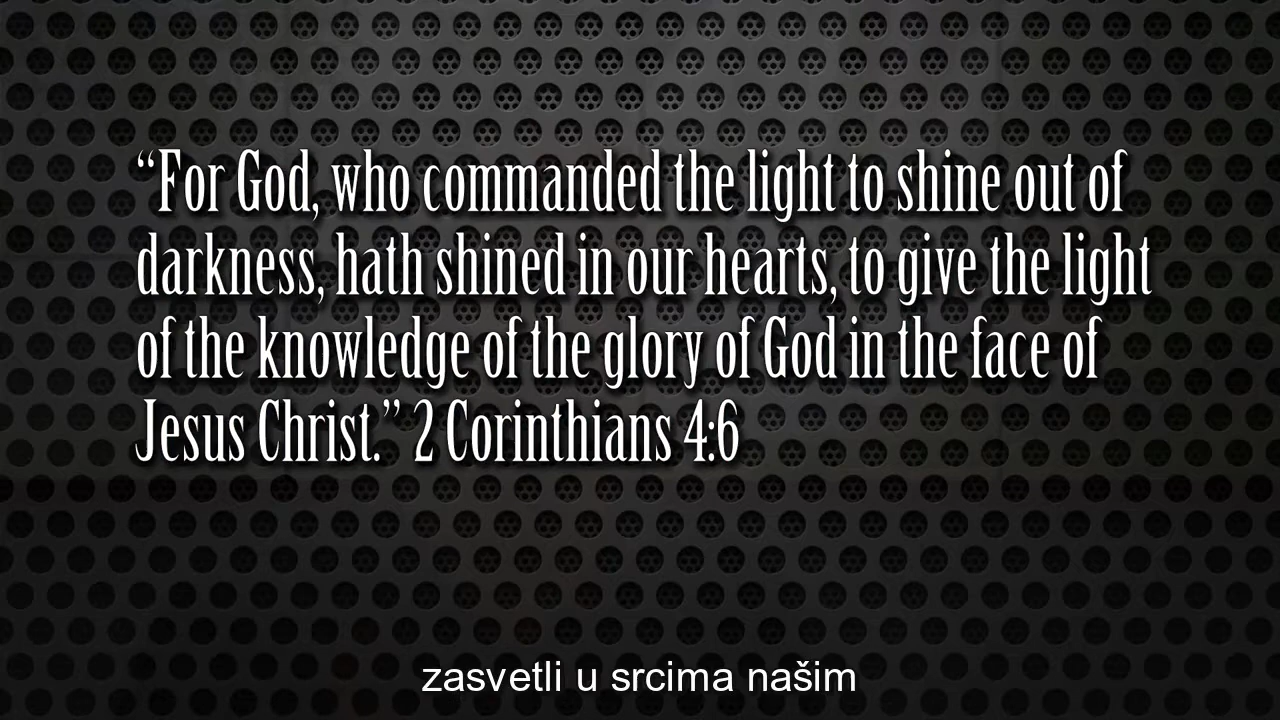 “For God, who commanded the light to shine out of
darkness, hath shined in our hearts, to give the light
of the knowledge of the glory of God in the face of
Jesus Christ.” 2 Corinthians 4:6
zasvetli u srcima našim